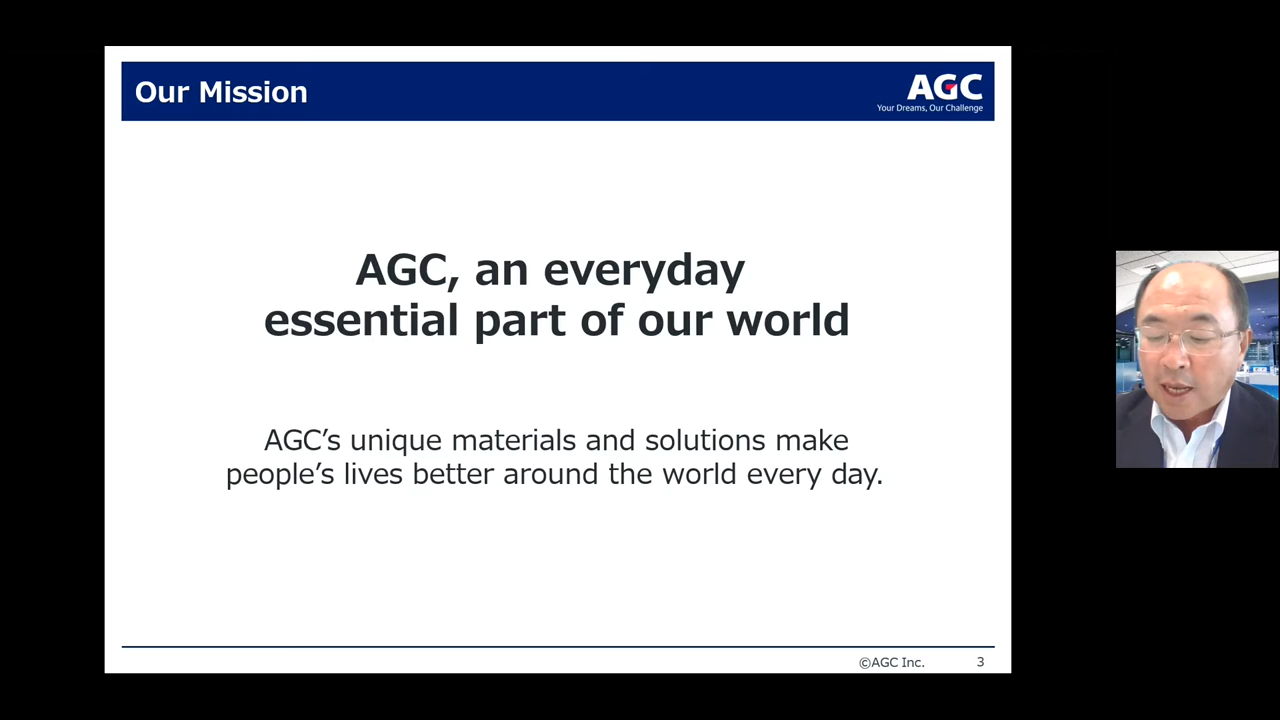 Our Mission
AGC
Your Dreams, Our Challenge
AGC, an everyday
essential part of our world
AGC’s unique materials and solutions make
people’s lives better around the world every day.
©AGC Inc.
3